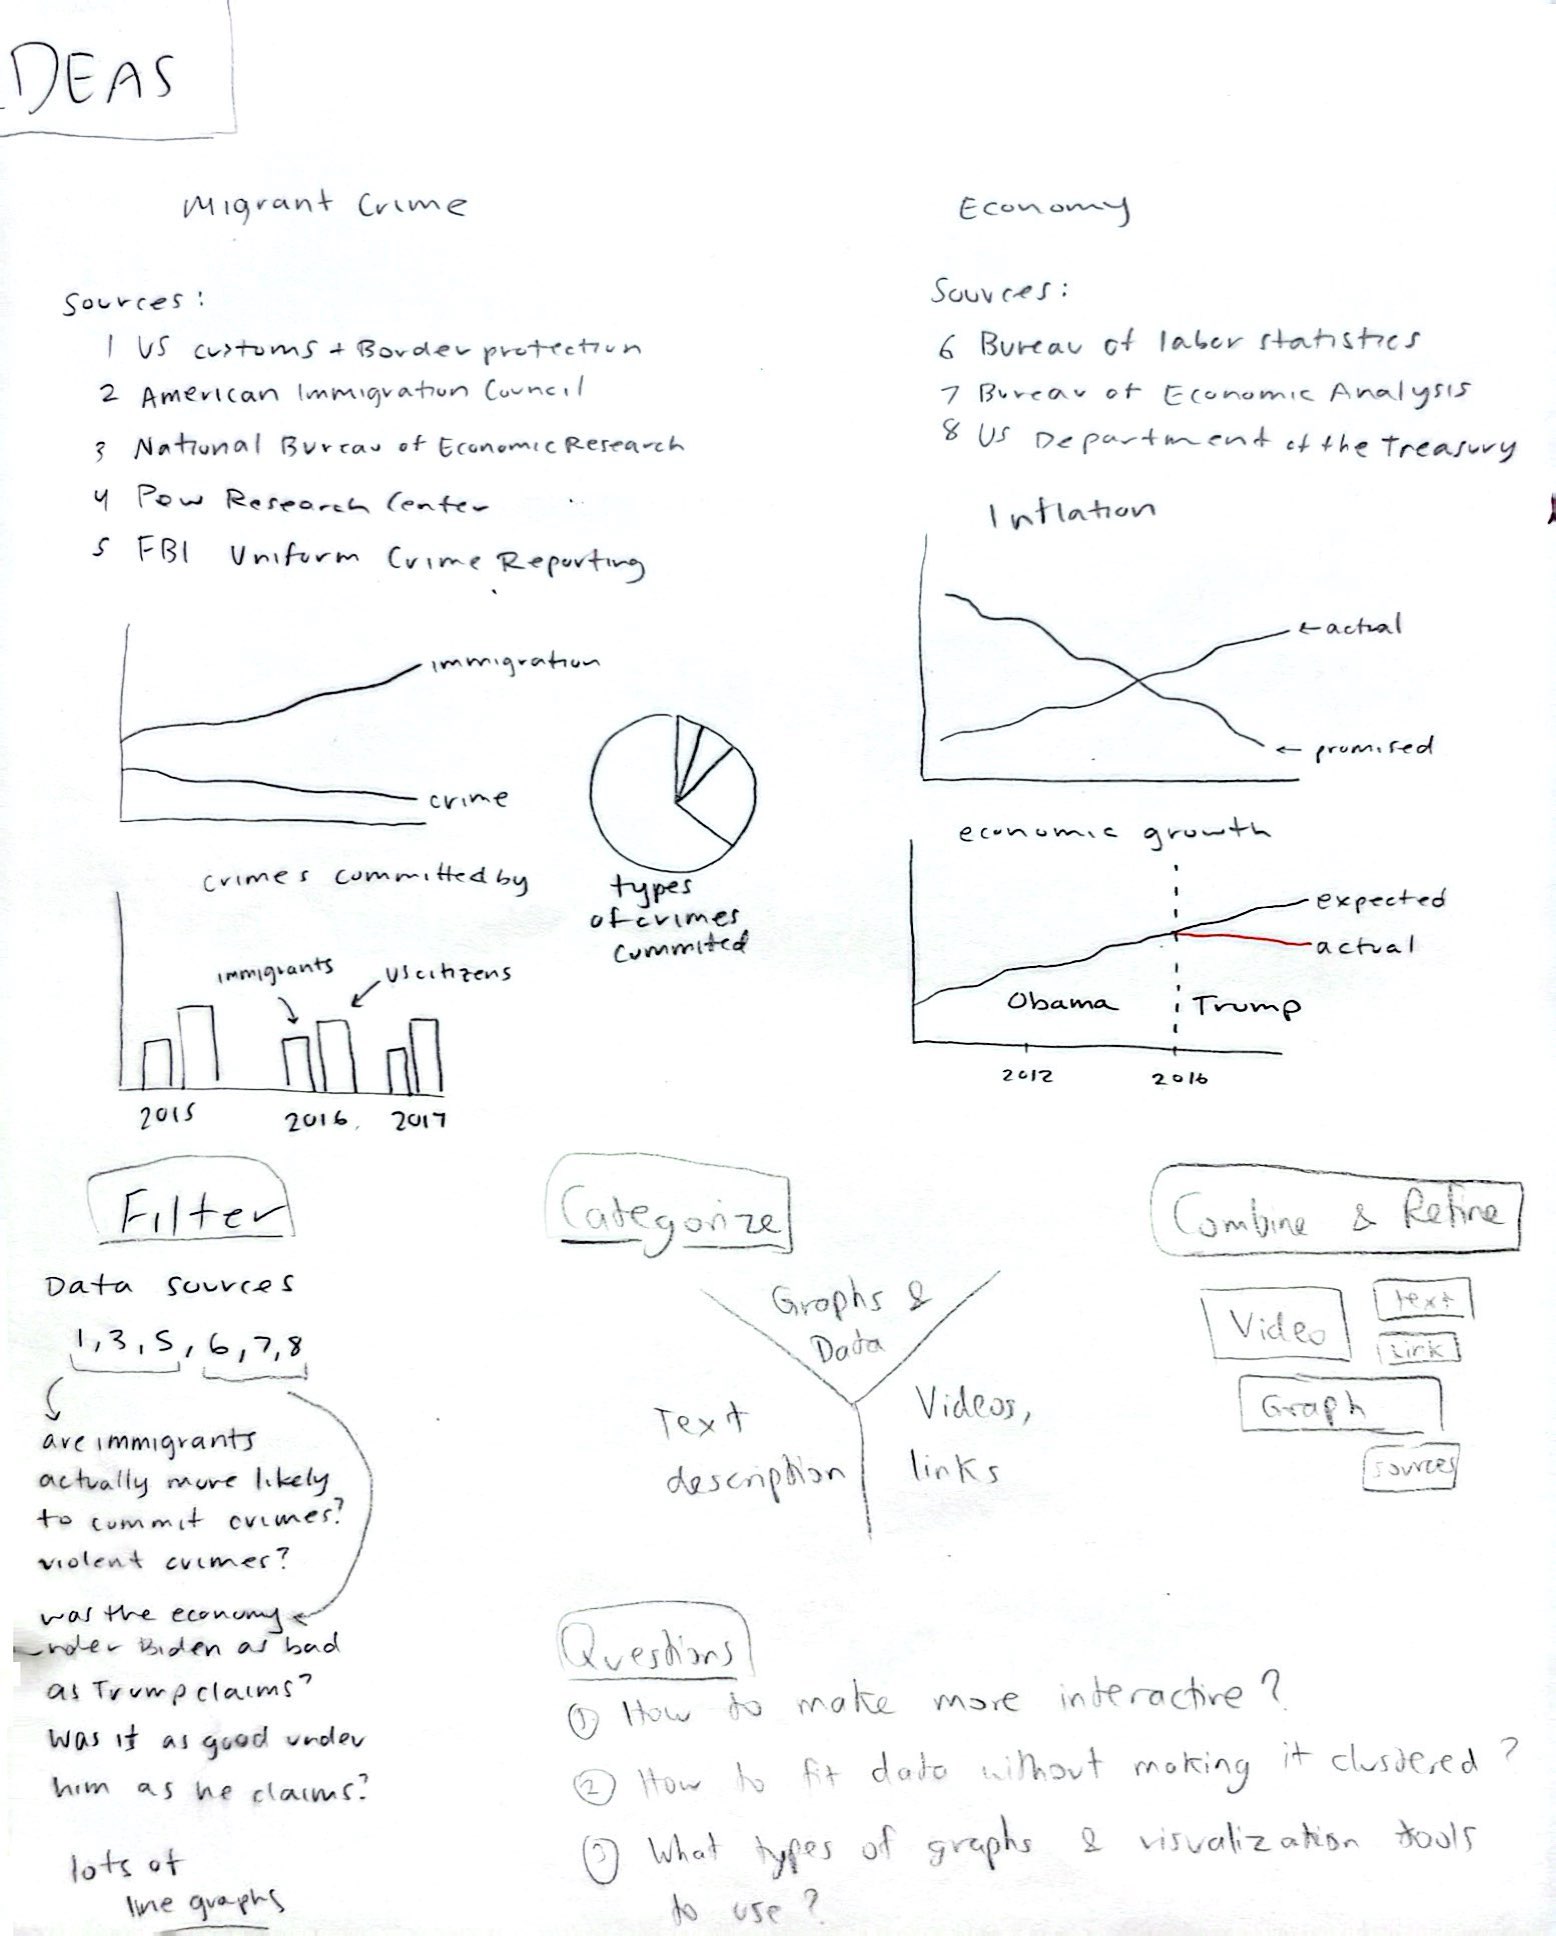 IDEAS
Migrant Crime
Sources:
1 US customs + Border protection
2 American Immigration Council
3 National Bureau of Economic Research
4 Pew Research Center
5 FBI Uniform Crime Reporting
immigration
crime
types
of crimes
commited
crimes committed by
immigrants
US citizens
2015
2016
2017
Economy
Sources:
6 Bureau of labor statistics
7 Bureau of Economic Analysis
8 US Department of the Treasury
Inflation
actual
promised
economic growth
expected
actual
Obama
Trump
2012
2016
Filter
Data sources
1, 3, 5, 6, 7, 8
are immigrants
actually more likely
to commit crimes?
violent crimes?
was the economy
under Biden as bad
as Trump claims?
Was it as good under
him as he claims?
lots of
line graphs
Categorize
Graphs &
Data
Text
description
Videos,
links
Combine & Refine
Video
text
Link
Graph
sources
Questions
① How to make more interactive?
② How to fit data without making it clustered?
③ What types of graphs & visualization tools
to use?